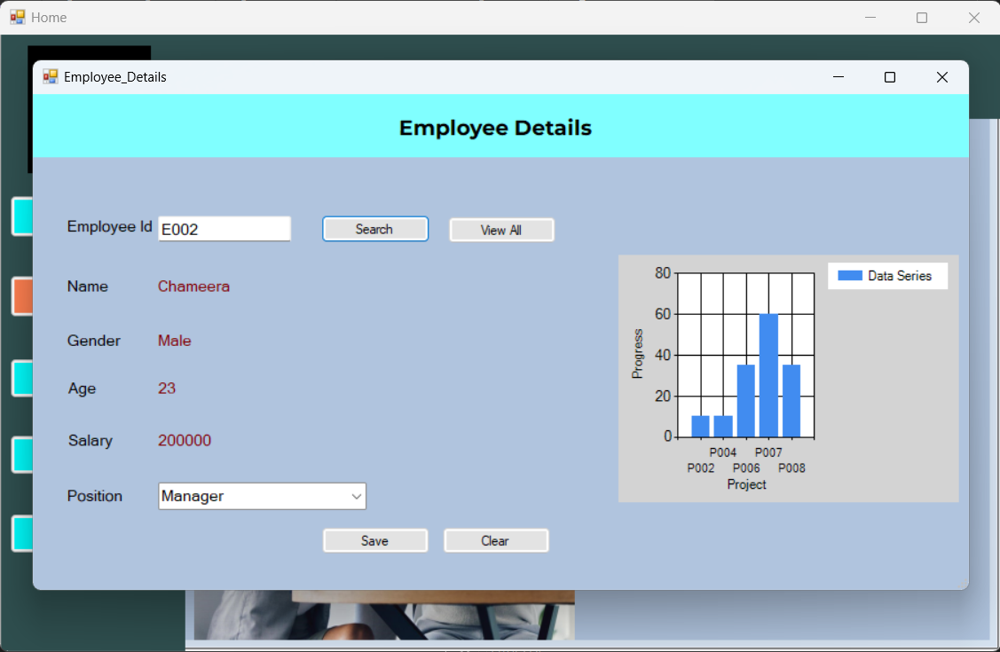 Home
Employee_Details
Employee Details
Employee Id E002 Search View All
Name Chameera
Gender Male
Age 23
Salary 200000
Position Manager
Save Clear
Data Series
80
60
40
20
0
Progress
P004 P007
P002 P006 P008
Project